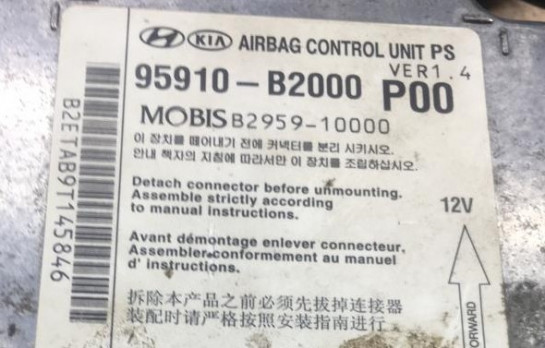 HYUNDAI KIA AIRBAG CONTROL UNIT PS
VER1.4
95910-B2000 P00
MOBIS B2959-10000
이 장치를 떼어내기 전에 커넥터를 분리 시키시오.
안내 책자의 지침에 따라서만 이 장치를 조립하십시오.
Detach connector before unmounting.
Assemble strictly according
to manual instructions.
12V
Avant démontage enlever connecteur.
Assembler conformement au manuel
d' instructions.
拆除本产品之前必须先拔掉连接器
装配时请严格按照安装指南进行
B2ETAB9T145846
FORWARD